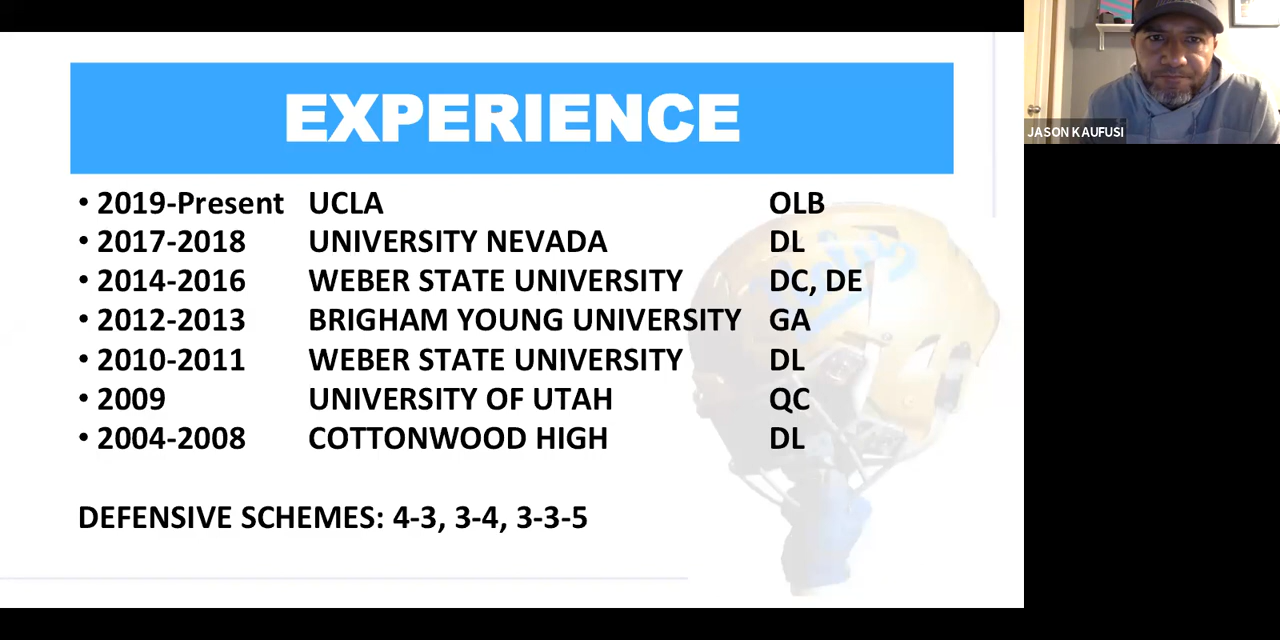 EXPERIENCE
• 2019-Present UCLA OLB
• 2017-2018 UNIVERSITY NEVADA DL
• 2014-2016 WEBER STATE UNIVERSITY DC, DE
• 2012-2013 BRIGHAM YOUNG UNIVERSITY GA
• 2010-2011 WEBER STATE UNIVERSITY DL
• 2009 UNIVERSITY OF UTAH QC
• 2004-2008 COTTONWOOD HIGH DL
DEFENSIVE SCHEMES: 4-3, 3-4, 3-3-5
JASON KAUFUSI